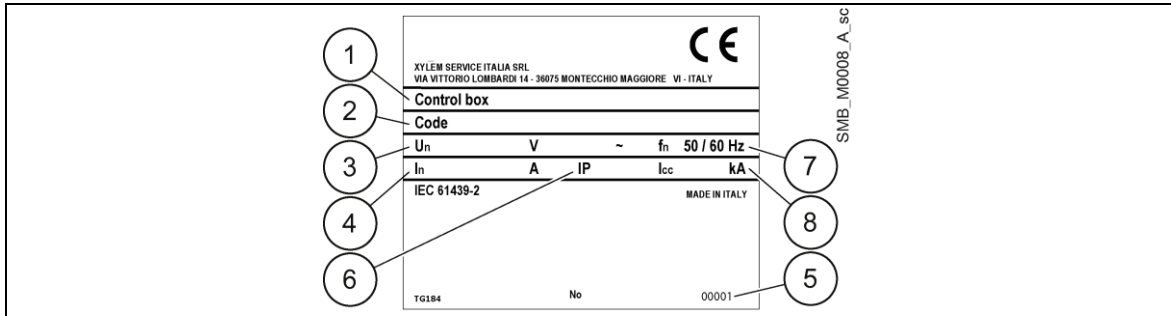 CE
XYLEM SERVICE ITALIA SRL
VIA VITTORIO LOMBARDI 14 - 36075 MONTECCHIO MAGGIORE VI - ITALY
1
Control box
2
Code
3
Un V ~ fn 50 / 60 Hz
7
In A IP Icc kA
4
8
IEC 61439-2 MADE IN ITALY
6
5
TG184 No 00001
SMB_M0008_A_sc